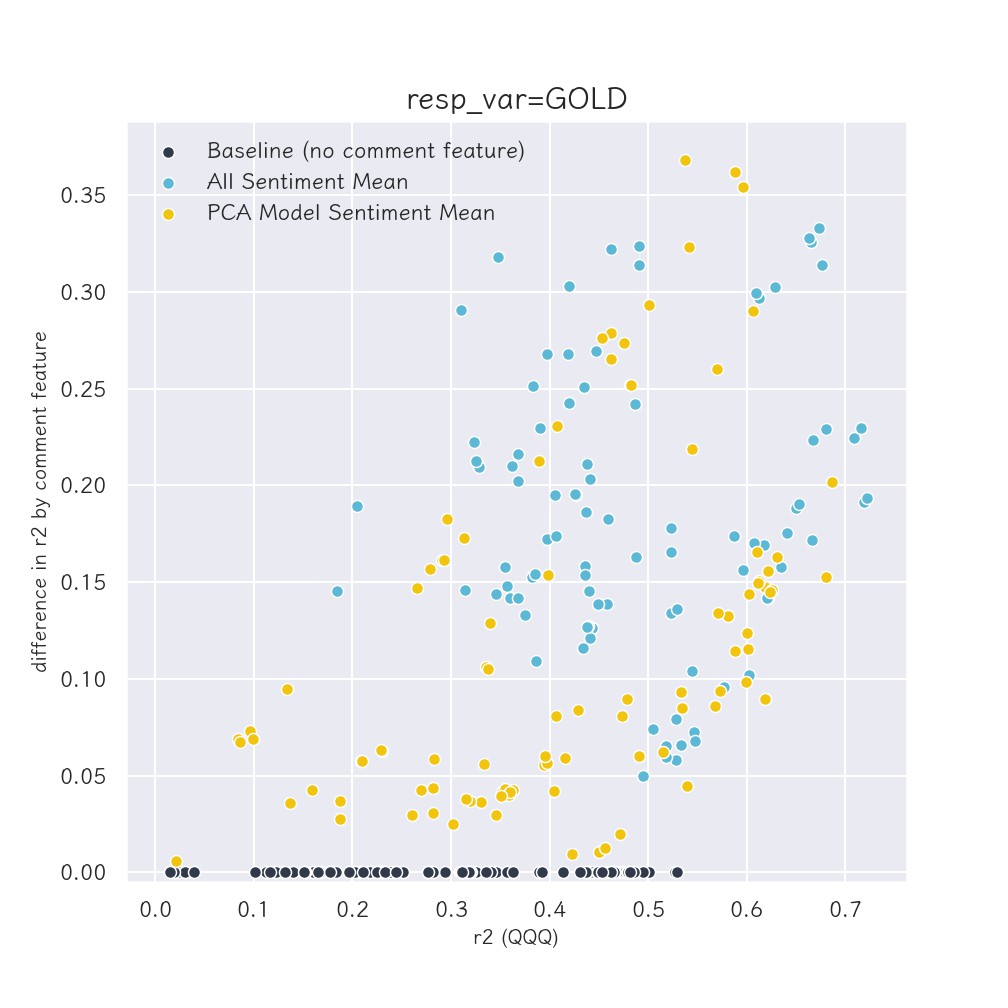 resp_var=GOLD
Baseline (no comment feature)
All Sentiment Mean
PCA Model Sentiment Mean
difference in r2 by comment feature
0.35
0.30
0.25
0.20
0.15
0.10
0.05
0.00
0.0 0.1 0.2 0.3 0.4 0.5 0.6 0.7
r2 (QQQ)